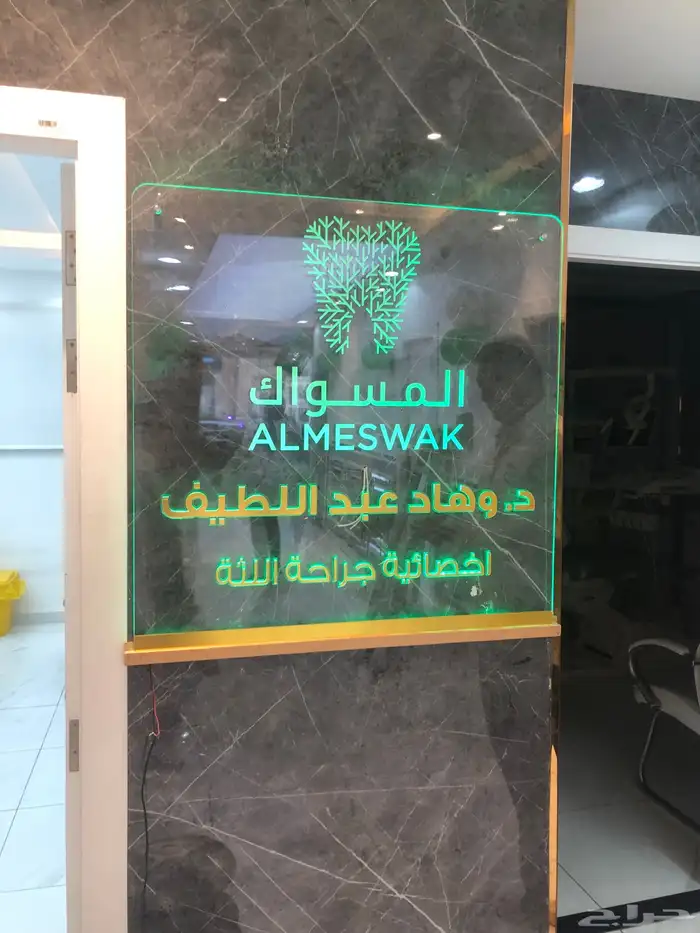 المسواك
ALMESWAK
د. وهاد عبد اللطيف
اخصائية جراحة اللثة
حراج